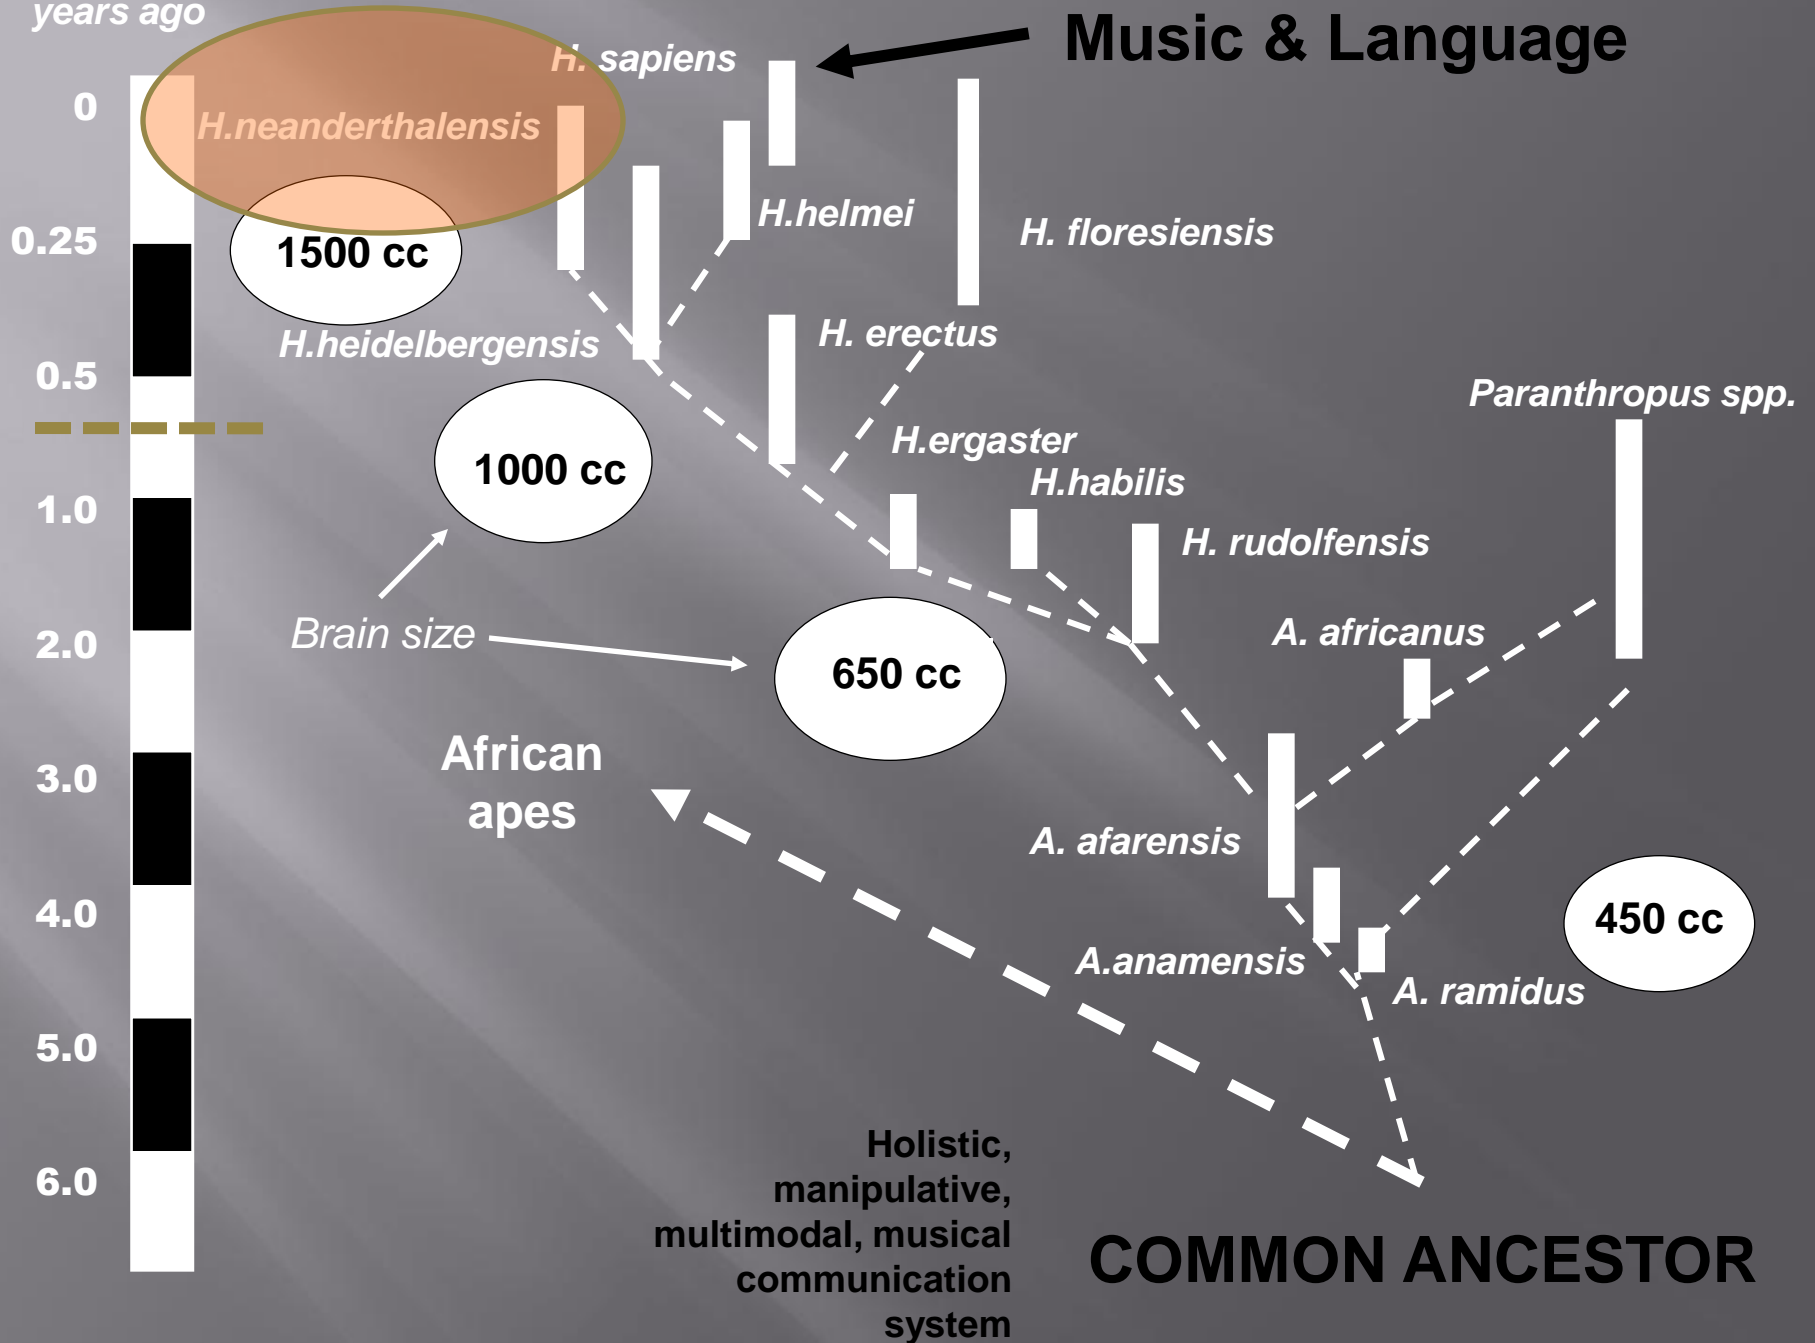 years ago
Music & Language
H. sapiens
0
H.neanderthalensis
H.helmei
H. floresiensis
0.25
1500 cc
H.heidelbergensis
H. erectus
0.5
Paranthropus spp.
H.ergaster
1000 cc
H.habilis
1.0
H. rudolfensis
2.0
Brain size
A. africanus
650 cc
African
apes
3.0
A. afarensis
4.0
450 cc
A.anamensis
A. ramidus
5.0
6.0
Holistic,
manipulative,
multimodal, musical
communication
system
COMMON ANCESTOR